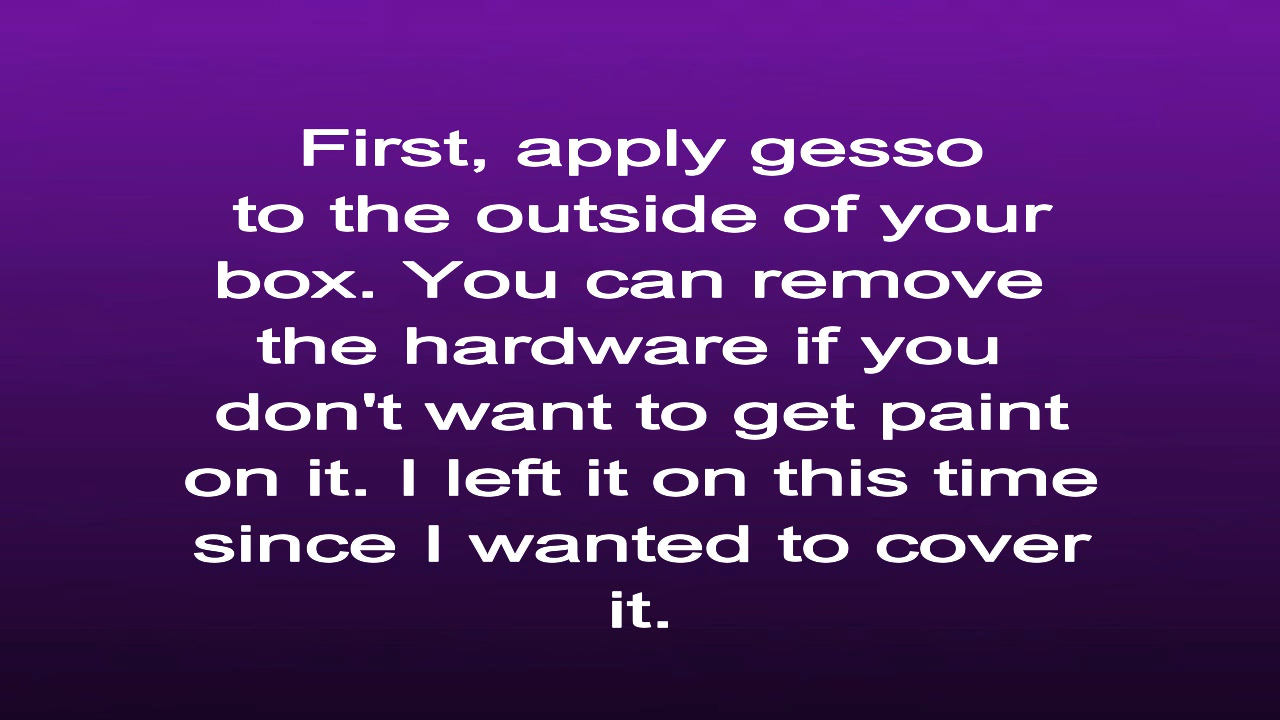 First, apply gesso
to the outside of your
box. You can remove
the hardware if you
don't want to get paint
on it. I left it on this time
since I wanted to cover
it.